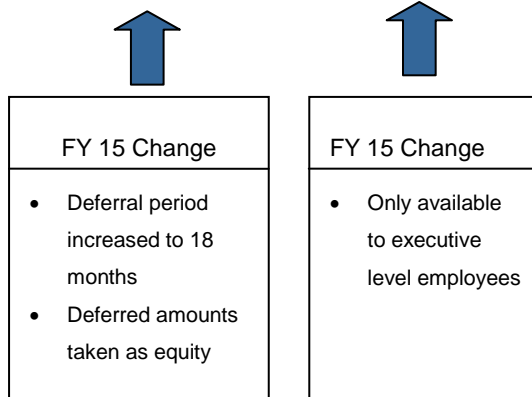 FY 15 Change
• Deferral period
increased to 18
months
• Deferred amounts
taken as equity
FY 15 Change
• Only available
to executive
level employees